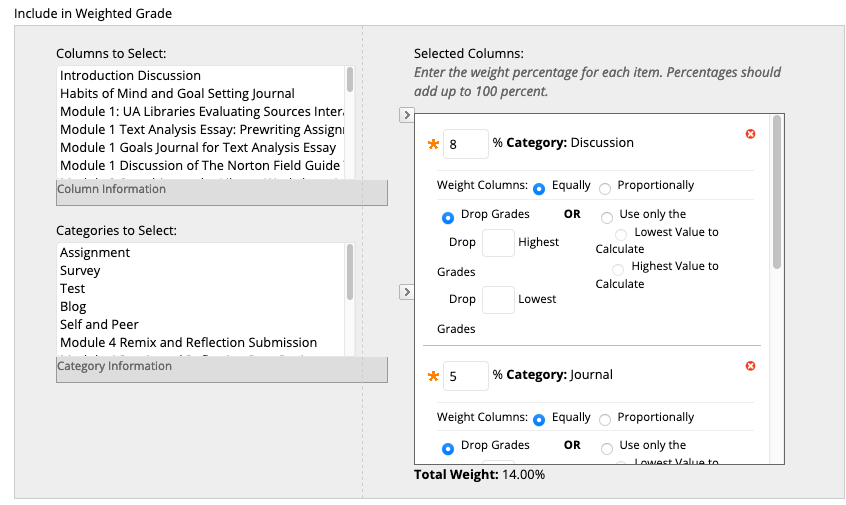 Include in Weighted Grade
Columns to Select:
Introduction Discussion
Habits of Mind and Goal Setting Journal
Module 1: UA Libraries Evaluating Sources
Module 1 Text Analysis Essay: Prewriting
Module 1 Goals Journal for Text Analysis Essay
Module 1 Discussion of The Norton Field Guide
Column Information
Categories to Select:
Assignment
Survey
Test
Blog
Self and Peer
Module 4 Remix and Reflection Submission
Category Information
Selected Columns:
Enter the weight percentage for each item. Percentages should
add up to 100 percent.
8 % Category: Discussion
Weight Columns: Equally Proportionally
Drop Grades OR Use only the
Drop Highest Lowest Value to
Calculate
Grades Highest Value to
Calculate
Drop Lowest
Grades
5 % Category: Journal
Weight Columns: Equally Proportionally
Drop Grades OR Use only the
Lowest Value to
Total Weight: 14.00%